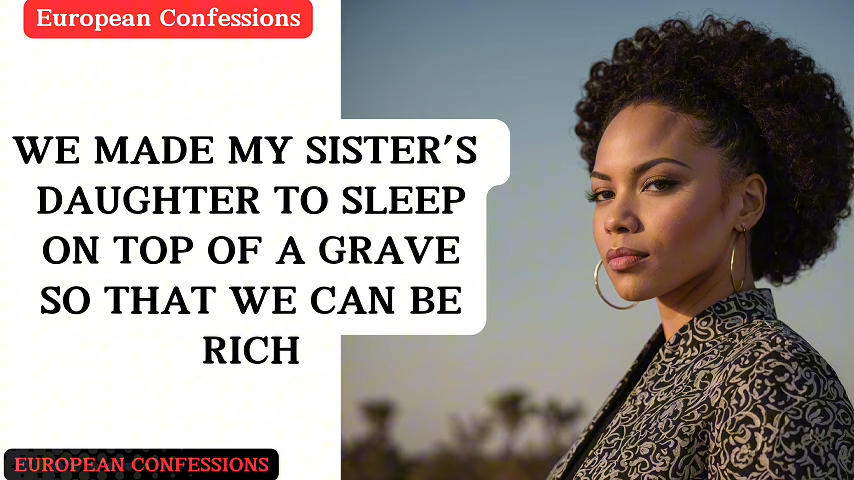 European Confessions
WE MADE MY SISTER'S
DAUGHTER TO SLEEP
ON TOP OF A GRAVE
SO THAT WE CAN BE
RICH
EUROPEAN CONFESSIONS